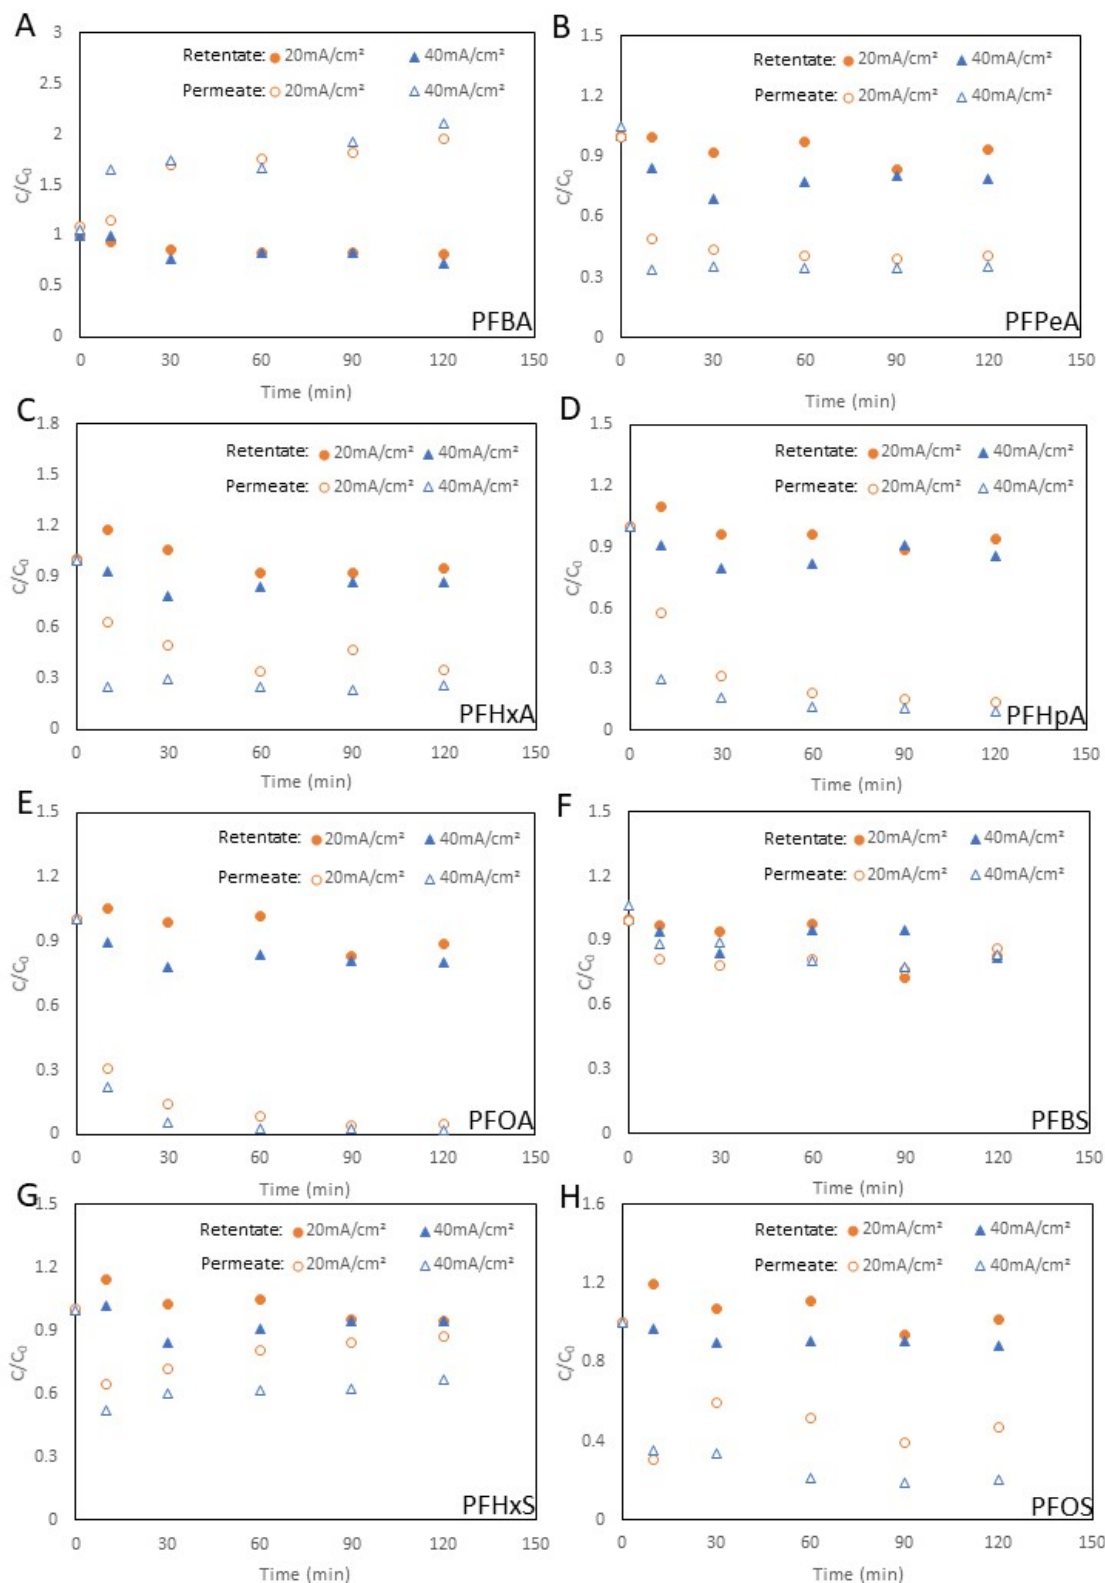 A
3
2.5
2
1.5
1
0.5
0
C/C₀
Retentate: 20mA/cm² 40mA/cm²
Permeate: 20mA/cm² 40mA/cm²
PFBA
0 30 60 90 120 150
Time (min)
B
1.5
1.2
0.9
0.6
0.3
0
C/C₀
Retentate: 20mA/cm² 40mA/cm²
Permeate: 20mA/cm² 40mA/cm²
PFPeA
0 30 60 90 120 150
Time (min)
C
1.8
1.5
1.2
0.9
0.6
0.3
0
C/C₀
Retentate: 20mA/cm² 40mA/cm²
Permeate: 20mA/cm² 40mA/cm²
PFHxA
0 30 60 90 120 150
Time (min)
D
1.5
1.2
0.9
0.6
0.3
0
C/C₀
Retentate: 20mA/cm² 40mA/cm²
Permeate: 20mA/cm² 40mA/cm²
PFHpA
0 30 60 90 120 150
Time (min)
E
1.5
1.2
0.9
0.6
0.3
0
C/C₀
Retentate: 20mA/cm² 40mA/cm²
Permeate: 20mA/cm² 40mA/cm²
PFOA
0 30 60 90 120 150
Time (min)
F
1.5
1.2
0.9
0.6
0.3
0
C/C₀
Retentate: 20mA/cm² 40mA/cm²
Permeate: 20mA/cm² 40mA/cm²
PFBS
0 30 60 90 120 150
Time (min)
G
1.5
1.2
0.9
0.6
0.3
0
C/C₀
Retentate: 20mA/cm² 40mA/cm²
Permeate: 20mA/cm² 40mA/cm²
PFHxS
0 30 60 90 120 150
Time (min)
H
1.6
1.2
0.8
0.4
0
C/C₀
Retentate: 20mA/cm² 40mA/cm²
Permeate: 20mA/cm² 40mA/cm²
PFOS
0 30 60 90 120 150
Time (min)